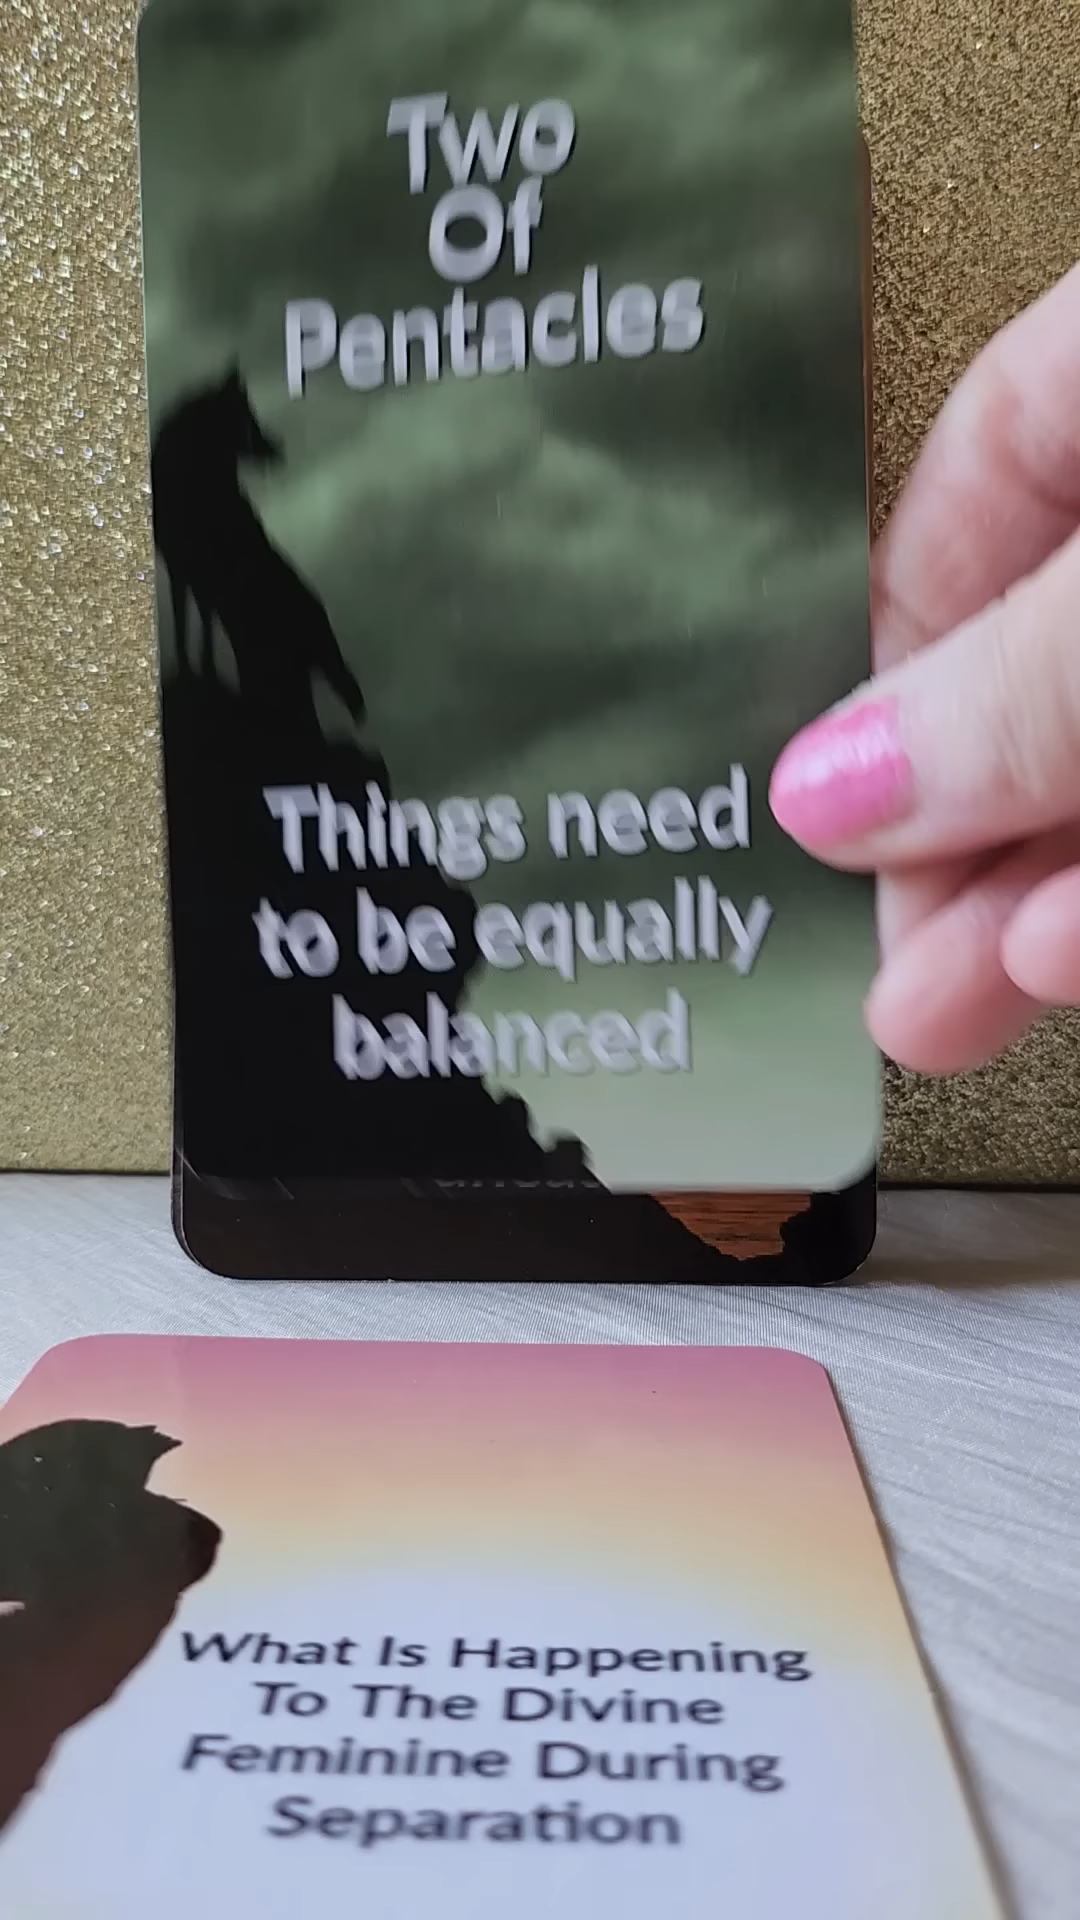 Two
Of
Pentacles
Things need
to be equally
balanced
What Is Happening
To The Divine
Feminine During
Separation